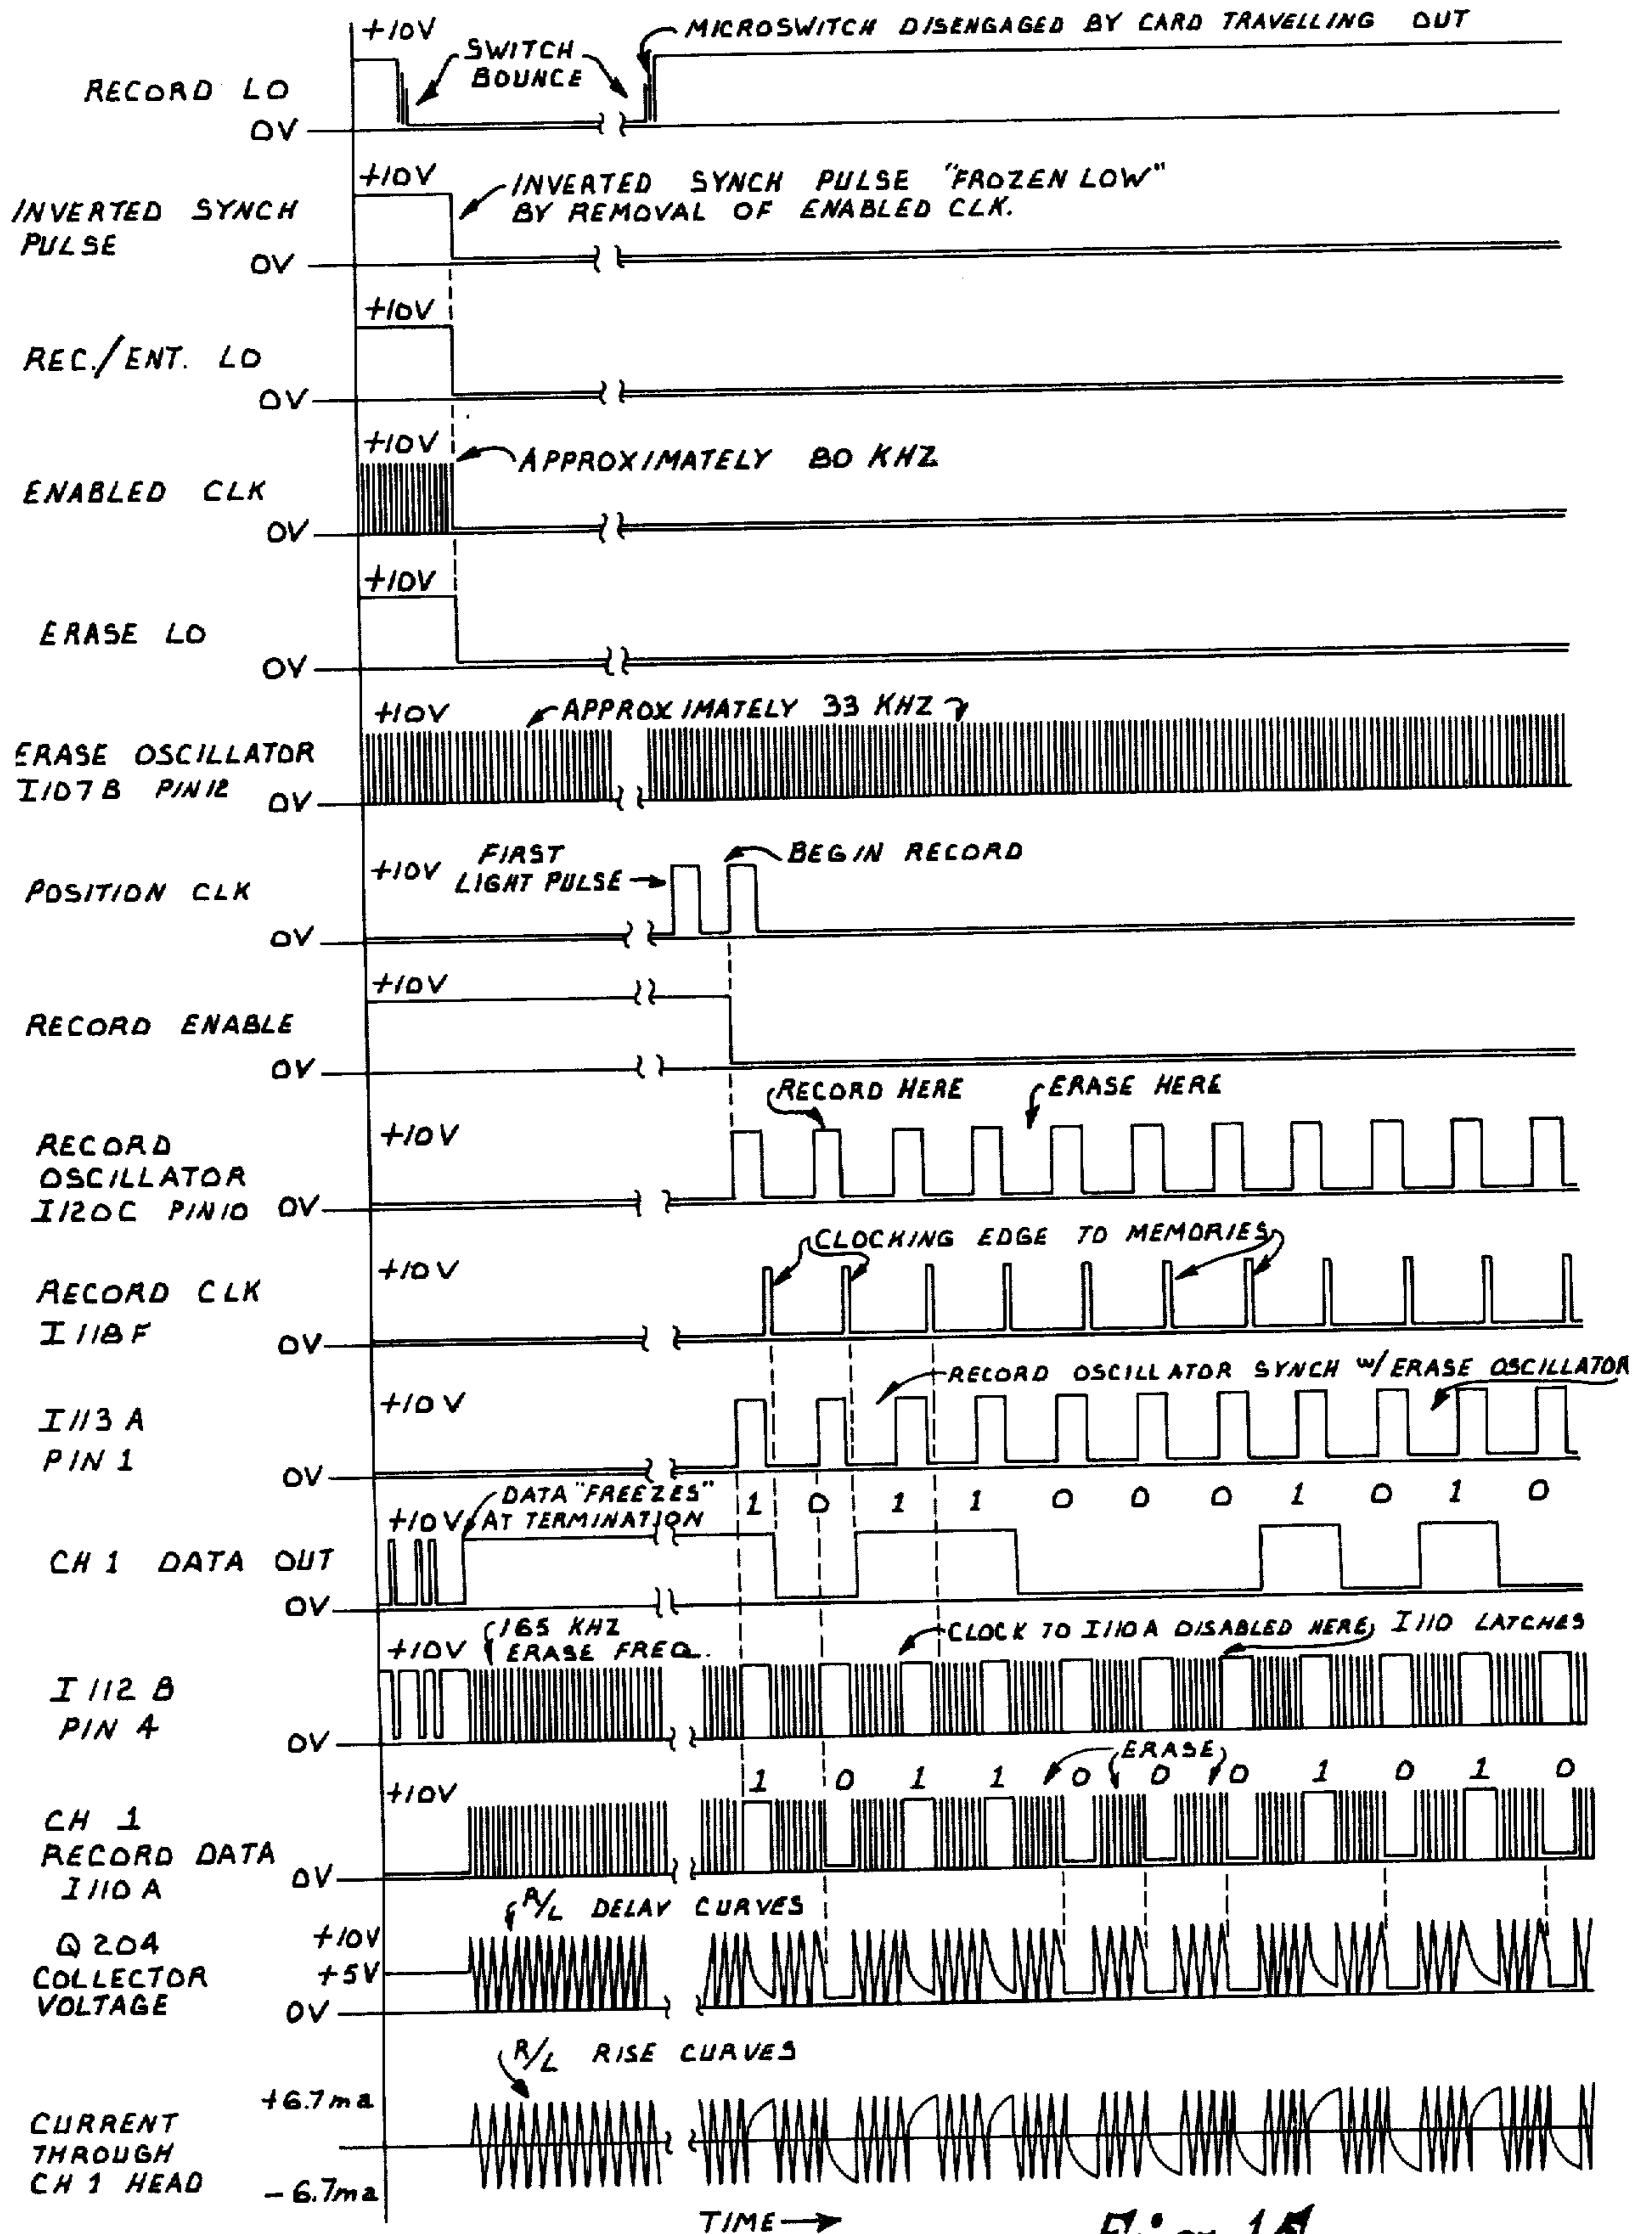 +10V
MICROSWITCH DISENGAGED BY CARD TRAVELLING OUT
SWITCH
BOUNCE
RECORD LO
0V
+10V
INVERTED SYNCH PULSE "FROZEN LOW"
BY REMOVAL OF ENABLED CLK.
INVERTED SYNCH
PULSE
0V
+10V
REC./ENT. LO
0V
+10V
APPROXIMATELY 80 KHZ
ENABLED CLK
0V
+10V
ERASE LO
0V
+10V
APPROXIMATELY 33 KHZ
ERASE OSCILLATOR
I107B PIN12
0V
FIRST
LIGHT PULSE
BEGIN RECORD
+10V
POSITION CLK
0V
+10V
RECORD ENABLE
0V
RECORD HERE
ERASE HERE
+10V
RECORD
OSCILLATOR
I120C PIN10
0V
CLOCKING EDGE TO MEMORIES
+10V
RECORD CLK
I118F
0V
RECORD OSCILLATOR SYNCH W/ERASE OSCILLATOR
+10V
I113A
PIN 1
0V
DATA "FREEZES"
AT TERMINATION
1 0 1 1 0 0 0 1 0 1 0
+10V
CH 1 DATA OUT
0V
165 KHZ
ERASE FREQ.
CLOCK TO I110A DISABLED HERE, I110 LATCHES
+10V
I112B
PIN 4
0V
ERASE
1 0 1 1 0 0 0 1 0 1 0
+10V
CH 1
RECORD DATA
I110A
0V
R/L DELAY CURVES
Q204
COLLECTOR
VOLTAGE
+10V
+5V
0V
R/L RISE CURVES
+6.7ma
CURRENT
THROUGH
CH 1 HEAD
-6.7ma
TIME